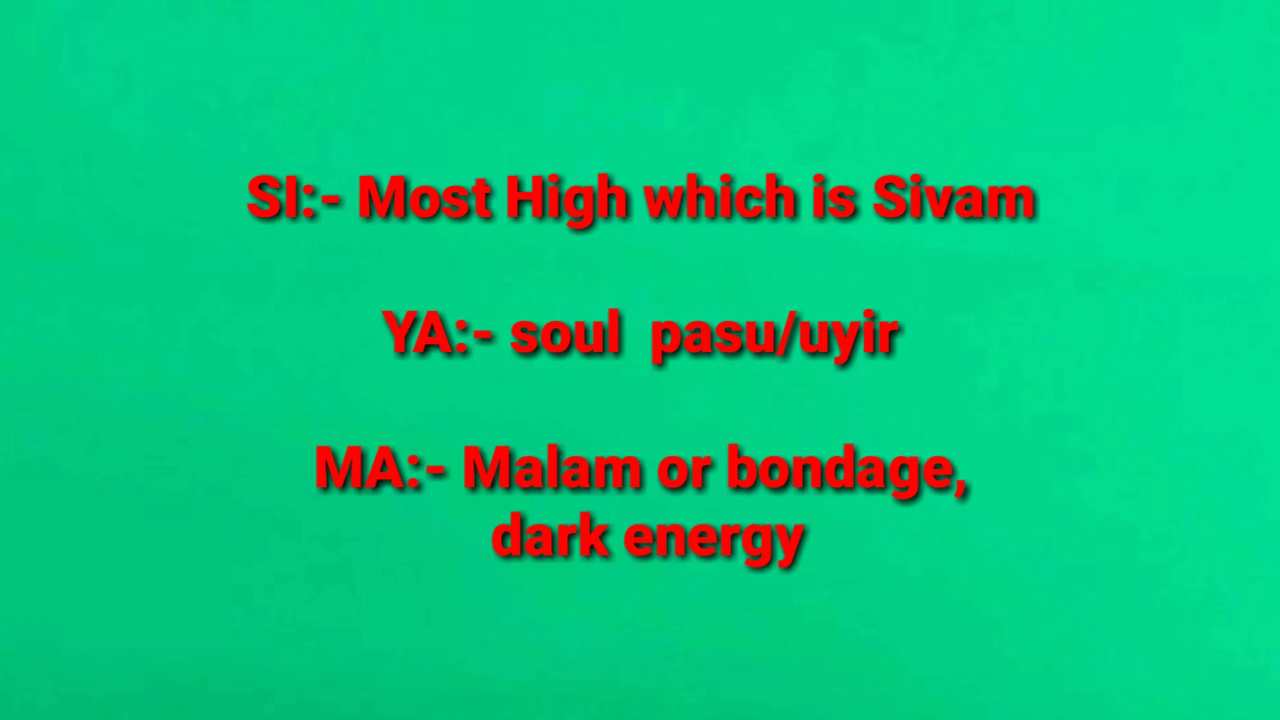 SI:- Most High which is Sivam
YA:- soul  pasu/uyir
MA:- Malam or bondage,
dark energy